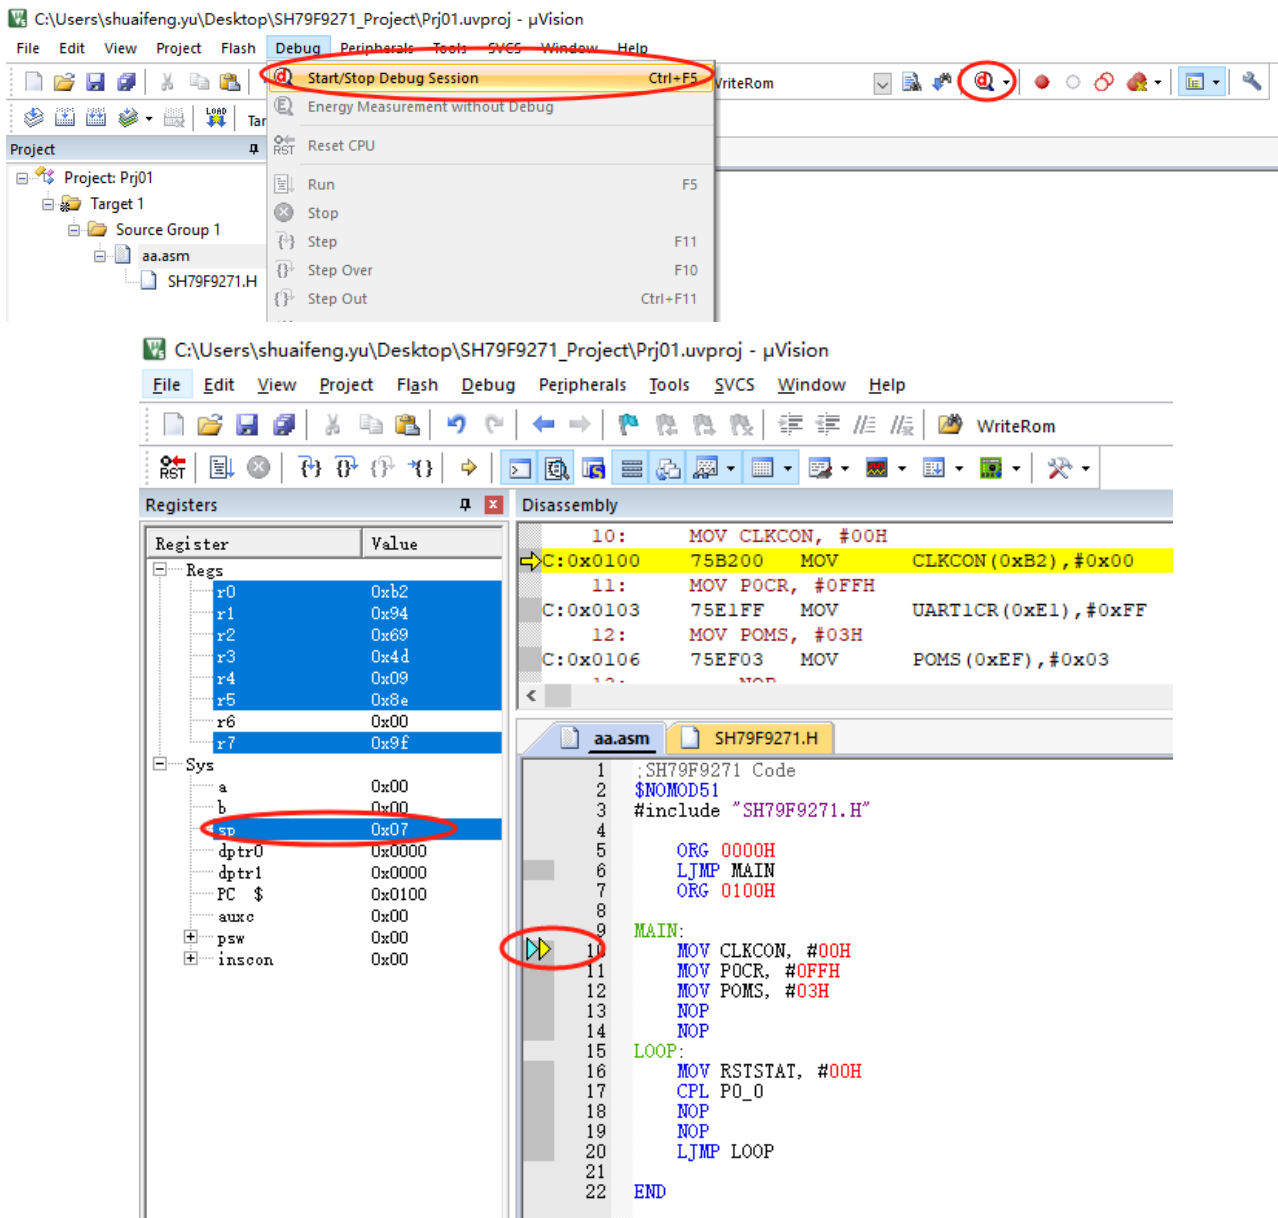 C:\Users\shuaifeng.yu\Desktop\SH79F9271_Project\Prj01.uvproj - µVision
File Edit View Project Flash Debug Peripherals Tools SVCS Window Help
Start/Stop Debug Session Ctrl+F5
WriteRom
Energy Measurement without Debug
LOAD Tar
Project
RST Reset CPU
Project: Prj01
Run F5
Target 1
Stop
Source Group 1
Step F11
aa.asm
Step Over F10
SH79F9271.H
Step Out Ctrl+F11
C:\Users\shuaifeng.yu\Desktop\SH79F9271_Project\Prj01.uvproj - µVision
File Edit View Project Flash Debug Peripherals Tools SVCS Window Help
WriteRom
RST
Registers
Register Value
Regs
r0 0xb2
r1 0x94
r2 0x69
r3 0x4d
r4 0x09
r5 0x8e
r6 0x00
r7 0x9f
Sys
a 0x00
b 0x00
sp 0x07
dptr0 0x0000
dptr1 0x0000
PC $ 0x0100
auxc 0x00
psw 0x00
inscon 0x00
Disassembly
10: MOV CLKCON, #00H
C:0x0100 75B200 MOV CLKCON(0xB2),#0x00
11: MOV P0CR, #0FFH
C:0x0103 75E1FF MOV UART1CR(0xE1),#0xFF
12: MOV POMS, #03H
C:0x0106 75EF03 MOV POMS(0xEF),#0x03
13: NOP
aa.asm SH79F9271.H
1 ;SH79F9271 Code
2 $NOMOD51
3 #include "SH79F9271.H"
4
5 ORG 0000H
6 LJMP MAIN
7 ORG 0100H
8
9 MAIN:
10 MOV CLKCON, #00H
11 MOV P0CR, #0FFH
12 MOV POMS, #03H
13 NOP
14 NOP
15 LOOP:
16 MOV RSTSTAT, #00H
17 CPL P0_0
18 NOP
19 NOP
20 LJMP LOOP
21
22 END